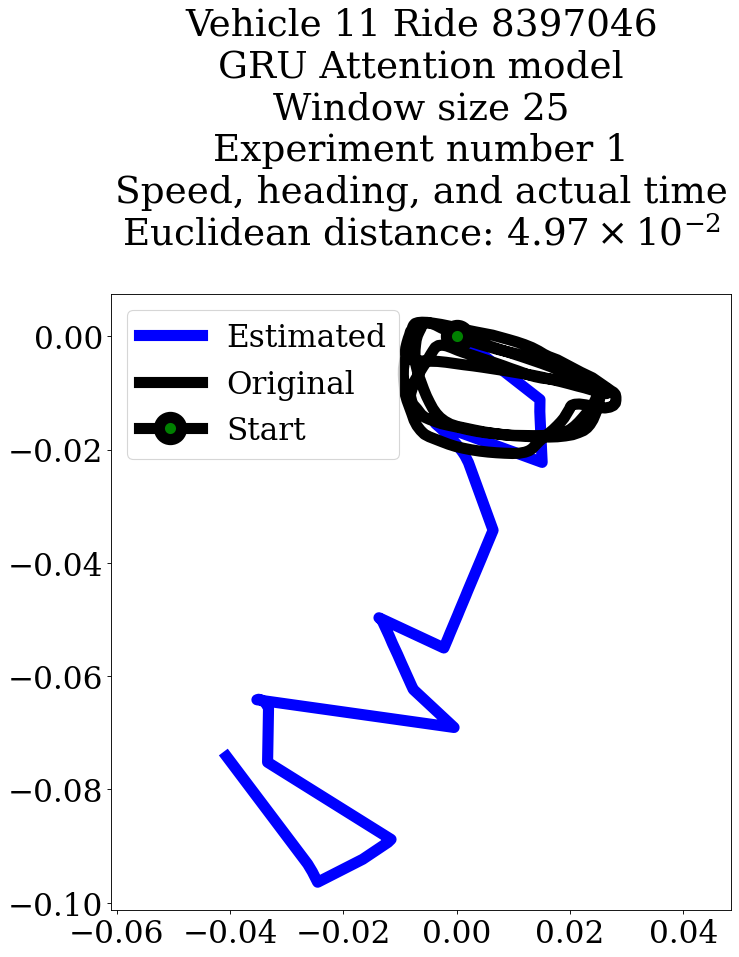 Vehicle 11 Ride 8397046
GRU Attention model
Window size 25
Experiment number 1
Speed, heading, and actual time
Euclidean distance: 4.97 × 10⁻²
Estimated
Original
Start
0.00
−0.02
−0.04
−0.06
−0.08
−0.10
−0.06 −0.04 −0.02 0.00 0.02 0.04